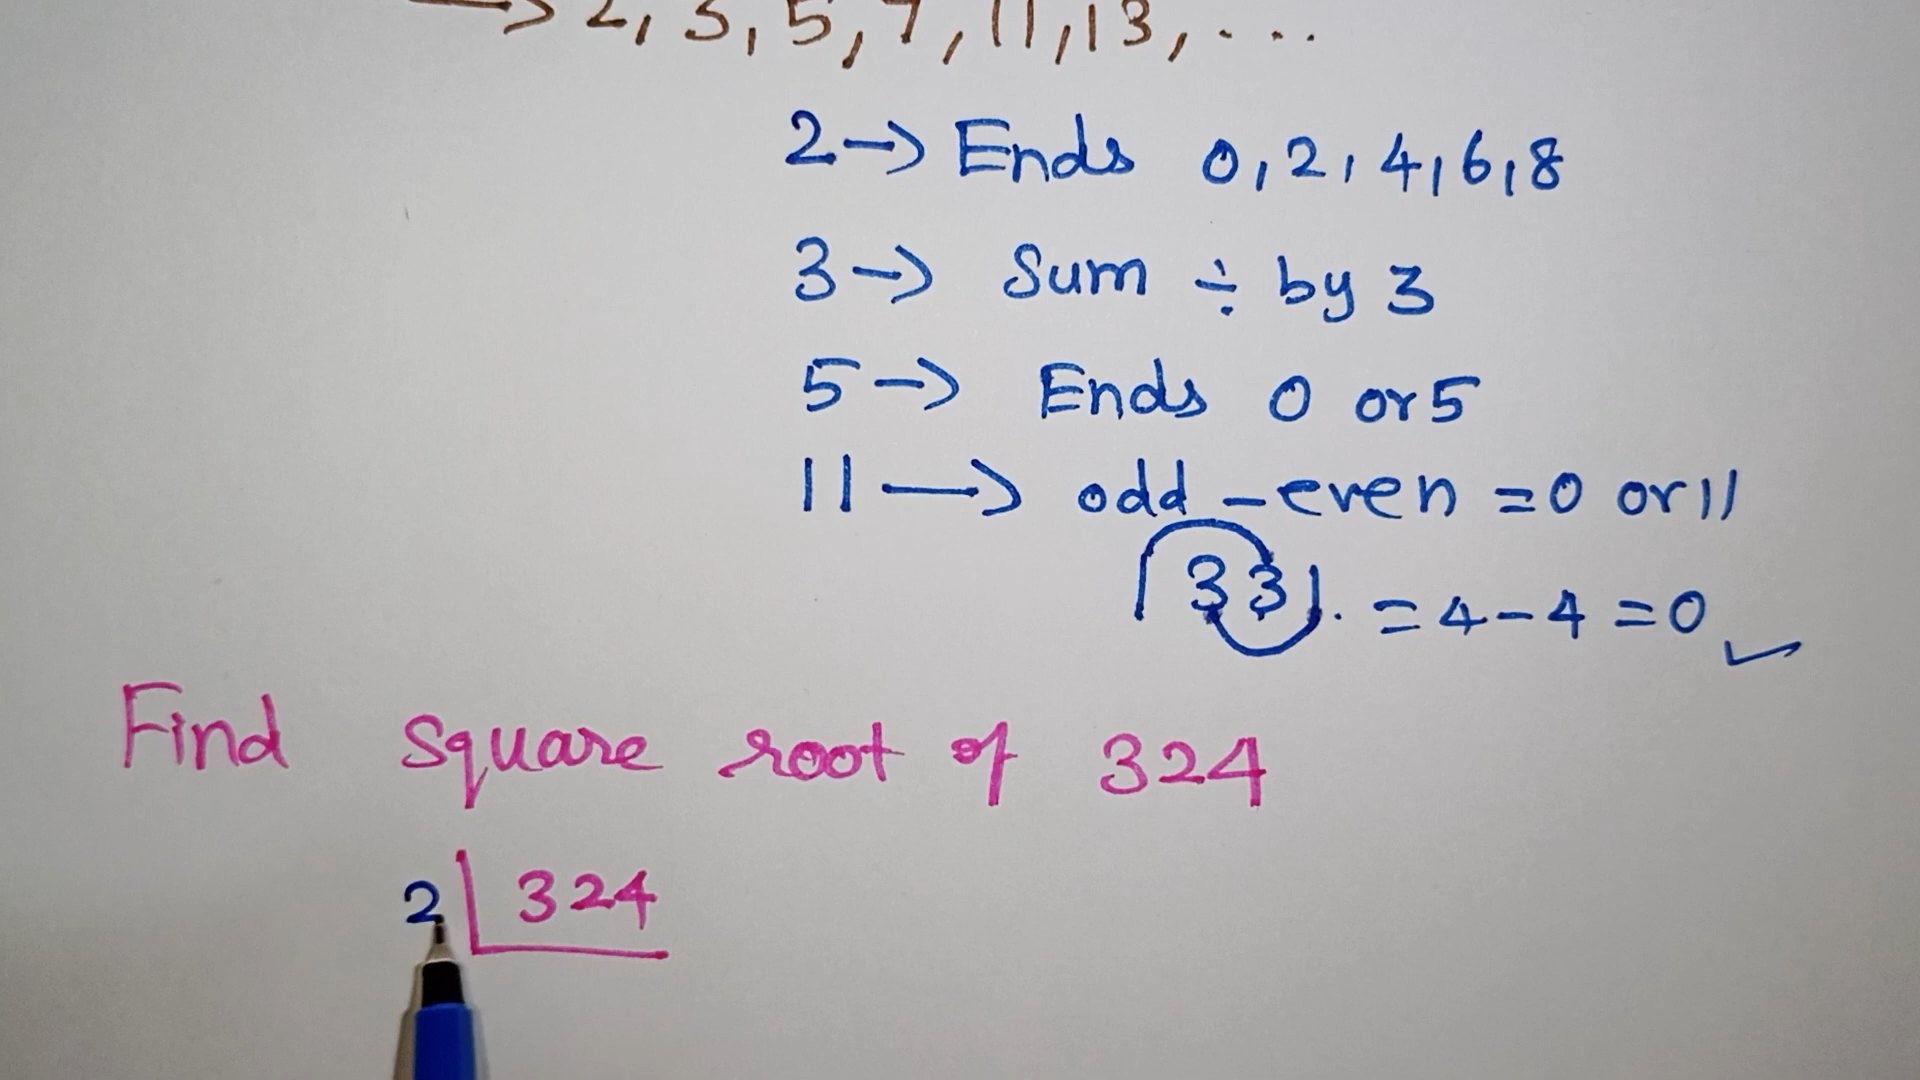 → 2, 3, 5, 7, 11, 13, ...
2 → Ends 0, 2, 4, 6, 8
3 → Sum ÷ by 3
5 → Ends 0 or 5
11 → odd - even = 0 or 11
1331. = 4 - 4 = 0 ✓
Find square root of 324
2 | 324